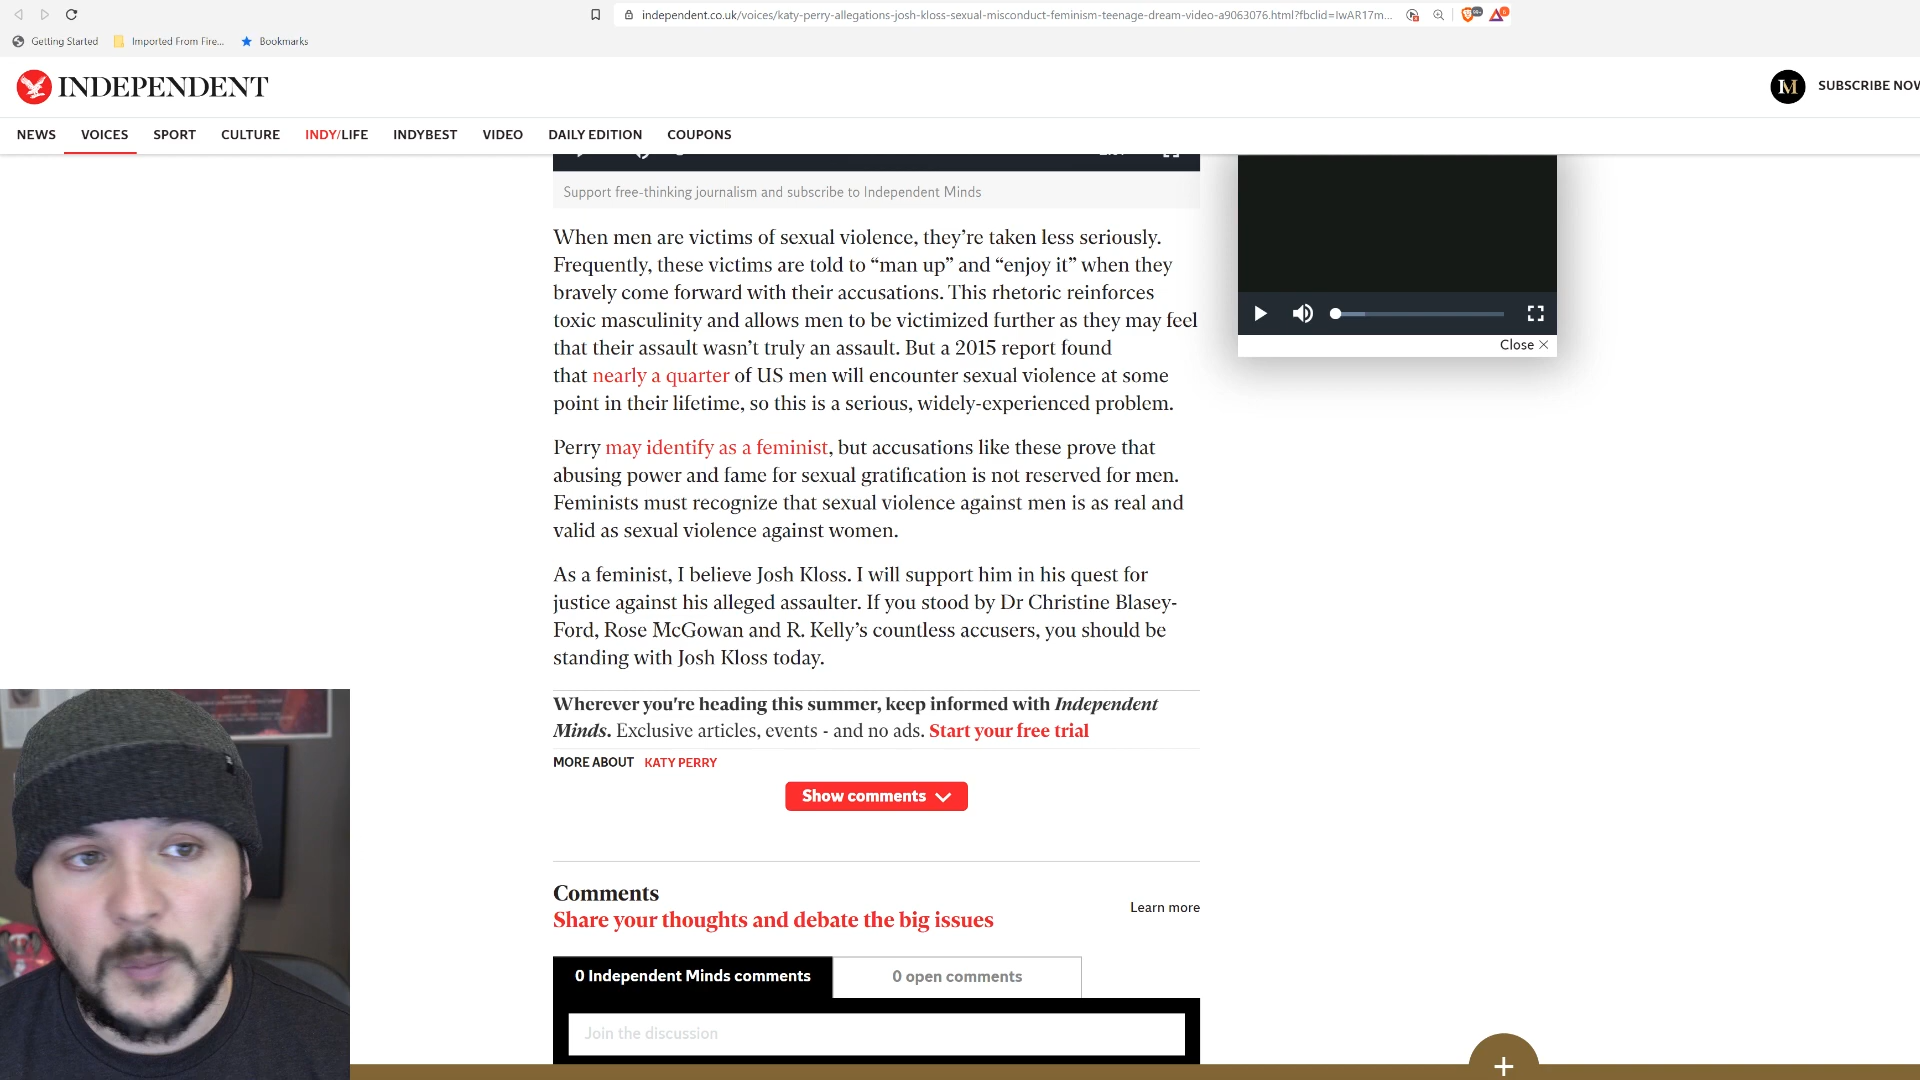 independent.co.uk/voices/katy-perry-allegations-josh-kloss-sexual-misconduct-feminism-teenage-dream-video-a9063076.html?fbclid=IwAR17m...
Getting Started
Imported From Fire...
Bookmarks
INDEPENDENT
SUBSCRIBE NOW
NEWS VOICES SPORT CULTURE INDY/LIFE INDYBEST VIDEO DAILY EDITION COUPONS
Support free-thinking journalism and subscribe to Independent Minds
When men are victims of sexual violence, they’re taken less seriously.
Frequently, these victims are told to “man up” and “enjoy it” when they
bravely come forward with their accusations. This rhetoric reinforces
toxic masculinity and allows men to be victimized further as they may feel
that their assault wasn’t truly an assault. But a 2015 report found
that nearly a quarter of US men will encounter sexual violence at some
point in their lifetime, so this is a serious, widely-experienced problem.
Close
Perry may identify as a feminist, but accusations like these prove that
abusing power and fame for sexual gratification is not reserved for men.
Feminists must recognize that sexual violence against men is as real and
valid as sexual violence against women.
As a feminist, I believe Josh Kloss. I will support him in his quest for
justice against his alleged assaulter. If you stood by Dr Christine Blasey-
Ford, Rose McGowan and R. Kelly’s countless accusers, you should be
standing with Josh Kloss today.
Wherever you're heading this summer, keep informed with Independent
Minds. Exclusive articles, events - and no ads. Start your free trial
MORE ABOUT KATY PERRY
Show comments
Comments
Share your thoughts and debate the big issues
Learn more
0 Independent Minds comments
0 open comments
Join the discussion